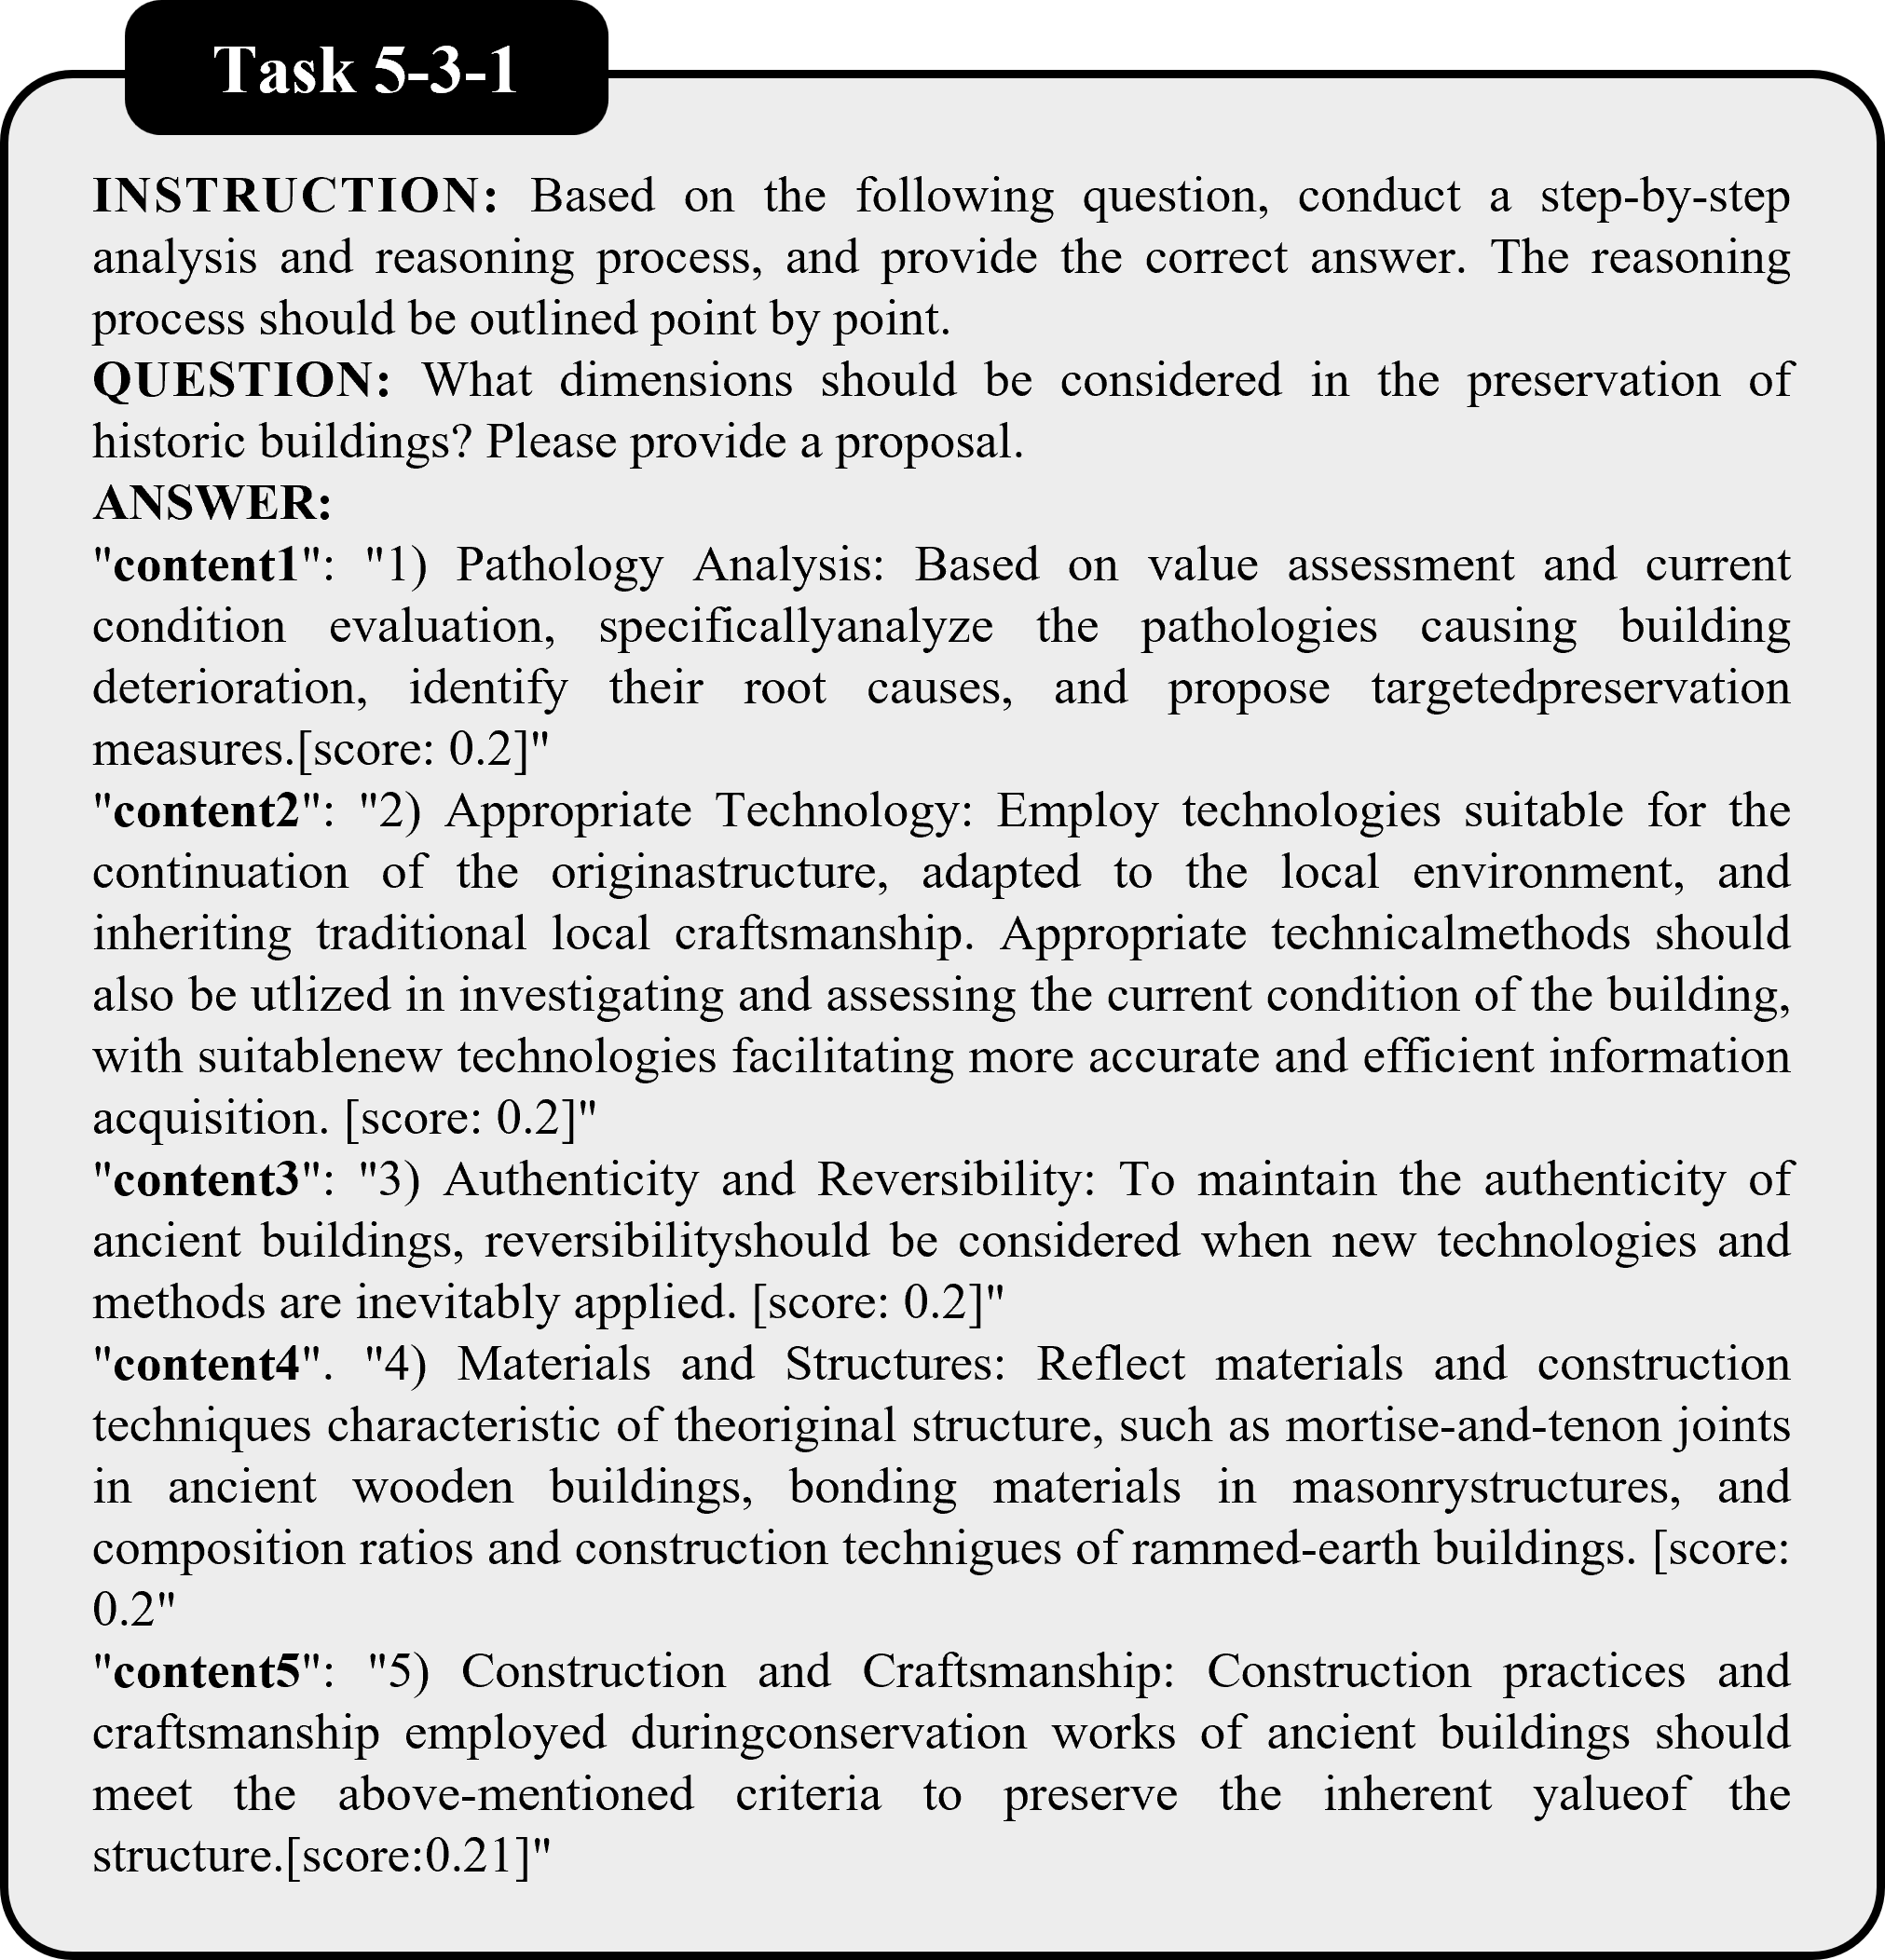 Task 5-3-1
INSTRUCTION: Based on the following question, conduct a step-by-step
analysis and reasoning process, and provide the correct answer. The reasoning
process should be outlined point by point.
QUESTION: What dimensions should be considered in the preservation of
historic buildings? Please provide a proposal.
ANSWER:
"content1": "1) Pathology Analysis: Based on value assessment and current
condition evaluation, specificallyanalyze the pathologies causing building
deterioration, identify their root causes, and propose targetedpreservation
measures.[score: 0.2]"
"content2": "2) Appropriate Technology: Employ technologies suitable for the
continuation of the originastructure, adapted to the local environment, and
inheriting traditional local craftsmanship. Appropriate technicalmethods should
also be utlized in investigating and assessing the current condition of the building,
with suitablenew technologies facilitating more accurate and efficient information
acquisition. [score: 0.2]"
"content3": "3) Authenticity and Reversibility: To maintain the authenticity of
ancient buildings, reversibilityshould be considered when new technologies and
methods are inevitably applied. [score: 0.2]"
"content4". "4) Materials and Structures: Reflect materials and construction
techniques characteristic of theoriginal structure, such as mortise-and-tenon joints
in ancient wooden buildings, bonding materials in masonrystructures, and
composition ratios and construction technigues of rammed-earth buildings. [score:
0.2"
"content5": "5) Construction and Craftsmanship: Construction practices and
craftsmanship employed duringconservation works of ancient buildings should
meet the above-mentioned criteria to preserve the inherent yalueof the
structure.[score:0.21]"